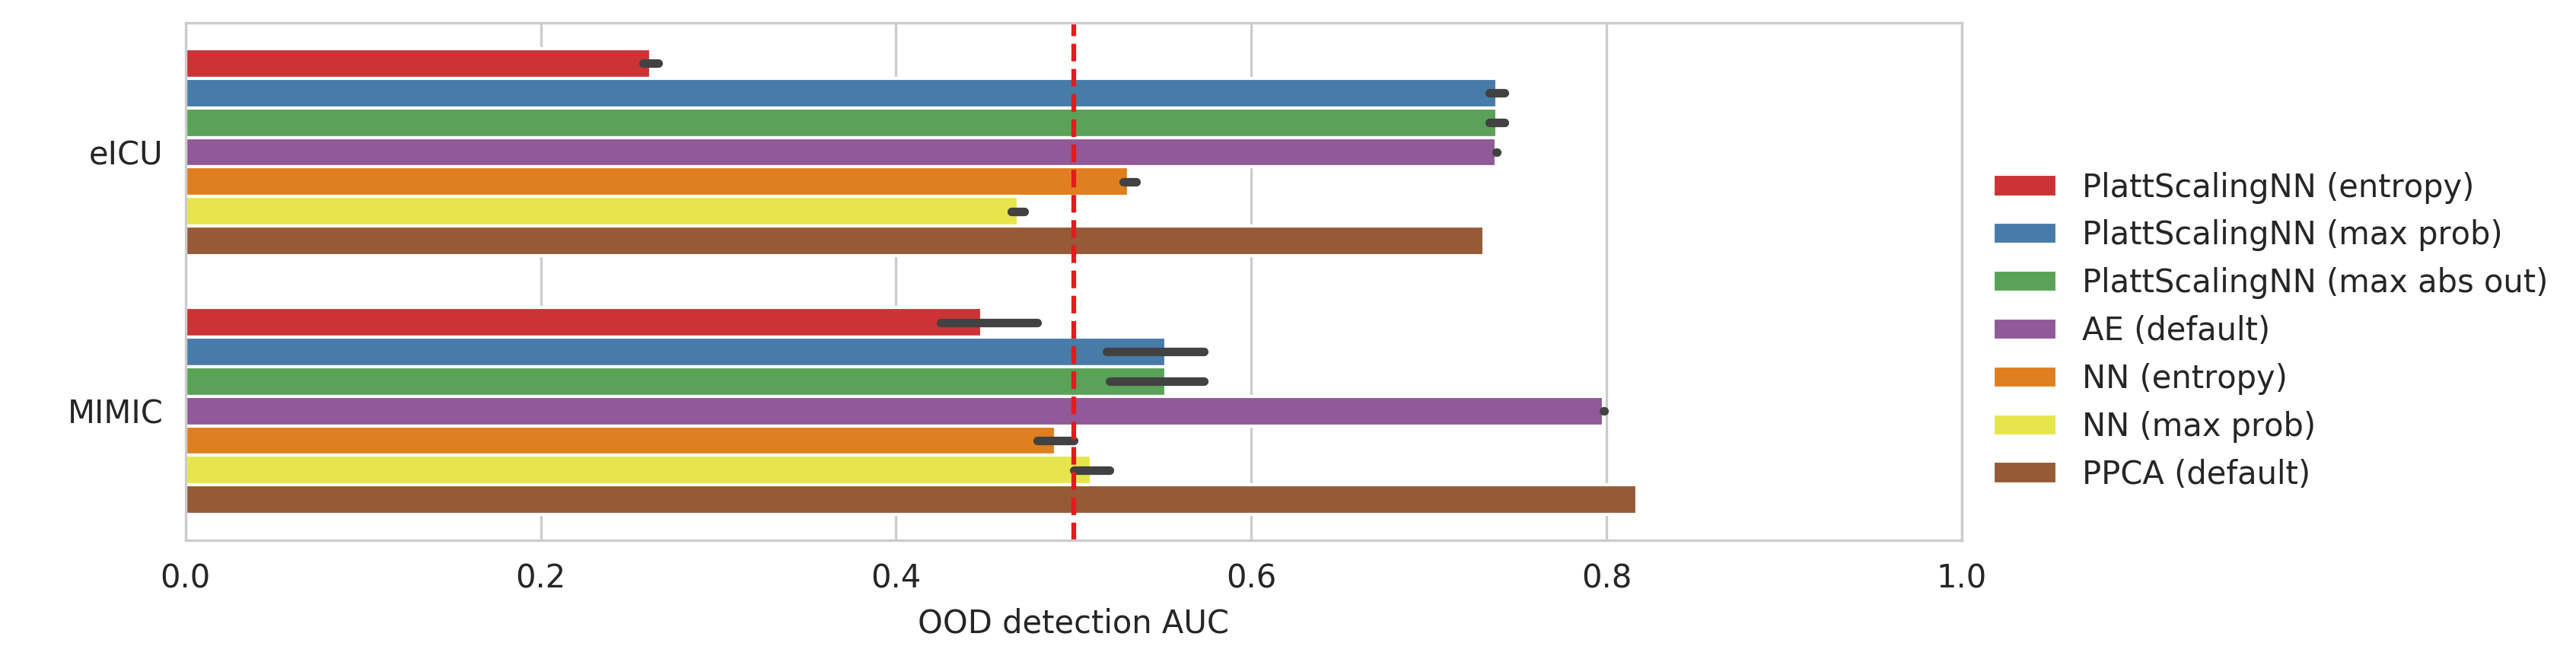 eICU
MIMIC
0.0 0.2 0.4 0.6 0.8 1.0
OOD detection AUC
PlattScalingNN (entropy)
PlattScalingNN (max prob)
PlattScalingNN (max abs out)
AE (default)
NN (entropy)
NN (max prob)
PPCA (default)